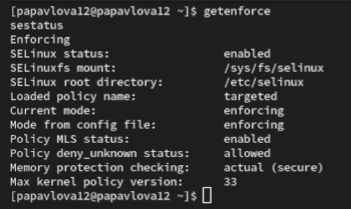 [papavlova12@papavlova12 ~]$ getenforce
sestatus
Enforcing
SELinux status: enabled
SELinuxfs mount: /sys/fs/selinux
SELinux root directory: /etc/selinux
Loaded policy name: targeted
Current mode: enforcing
Mode from config file: enforcing
Policy MLS status: enabled
Policy deny_unknown status: allowed
Memory protection checking: actual (secure)
Max kernel policy version: 33
[papavlova12@papavlova12 ~]$